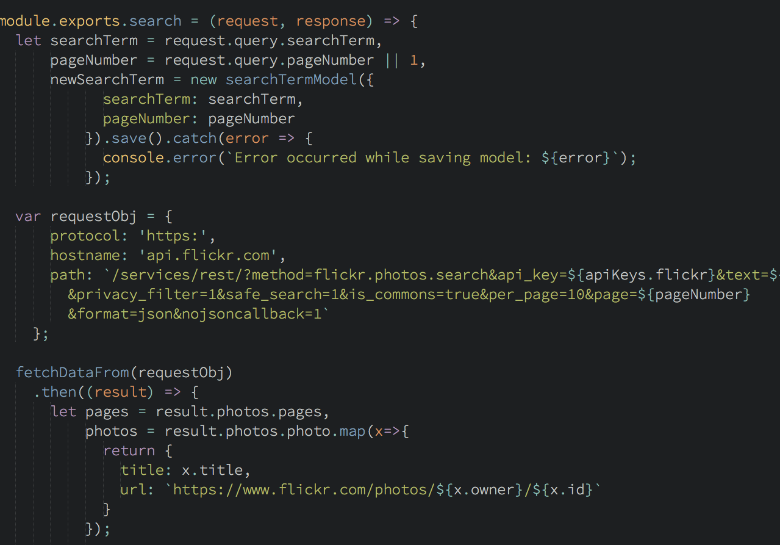 module.exports.search = (request, response) => {
  let searchTerm = request.query.searchTerm,
      pageNumber = request.query.pageNumber || 1,
      newSearchTerm = new searchTermModel({
            searchTerm: searchTerm,
            pageNumber: pageNumber
          }).save().catch(error => {
            console.error(`Error occurred while saving model: ${error}`);
          });

  var requestObj = {
      protocol: 'https:',
      hostname: 'api.flickr.com',
      path: `/services/rest/?method=flickr.photos.search&api_key=${apiKeys.flickr}&text=$
        &privacy_filter=1&safe_search=1&is_commons=true&per_page=10&page=${pageNumber}
        &format=json&nojsoncallback=1`
    };

  fetchDataFrom(requestObj)
    .then((result) => {
      let pages = result.photos.pages,
          photos = result.photos.photo.map(x=>{
            return {
              title: x.title,
              url: `https://www.flickr.com/photos/${x.owner}/${x.id}`
            }
          });